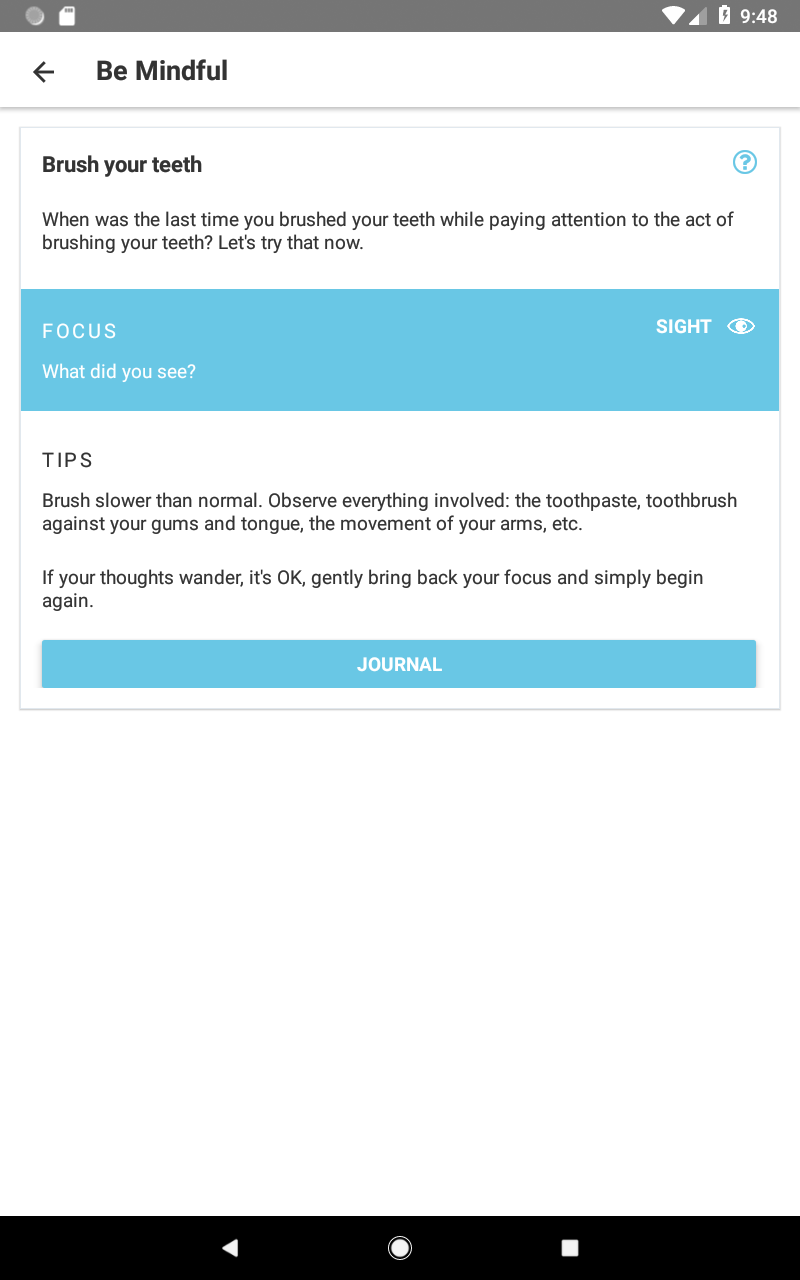 9:48
Be Mindful
Brush your teeth
When was the last time you brushed your teeth while paying attention to the act of
brushing your teeth? Let's try that now.
FOCUS
SIGHT
What did you see?
TIPS
Brush slower than normal. Observe everything involved: the toothpaste, toothbrush
against your gums and tongue, the movement of your arms, etc.
If your thoughts wander, it's OK, gently bring back your focus and simply begin
again.
JOURNAL